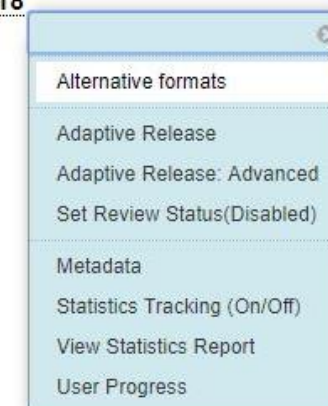 18
Alternative formats
Adaptive Release
Adaptive Release: Advanced
Set Review Status(Disabled)
Metadata
Statistics Tracking (On/Off)
View Statistics Report
User Progress